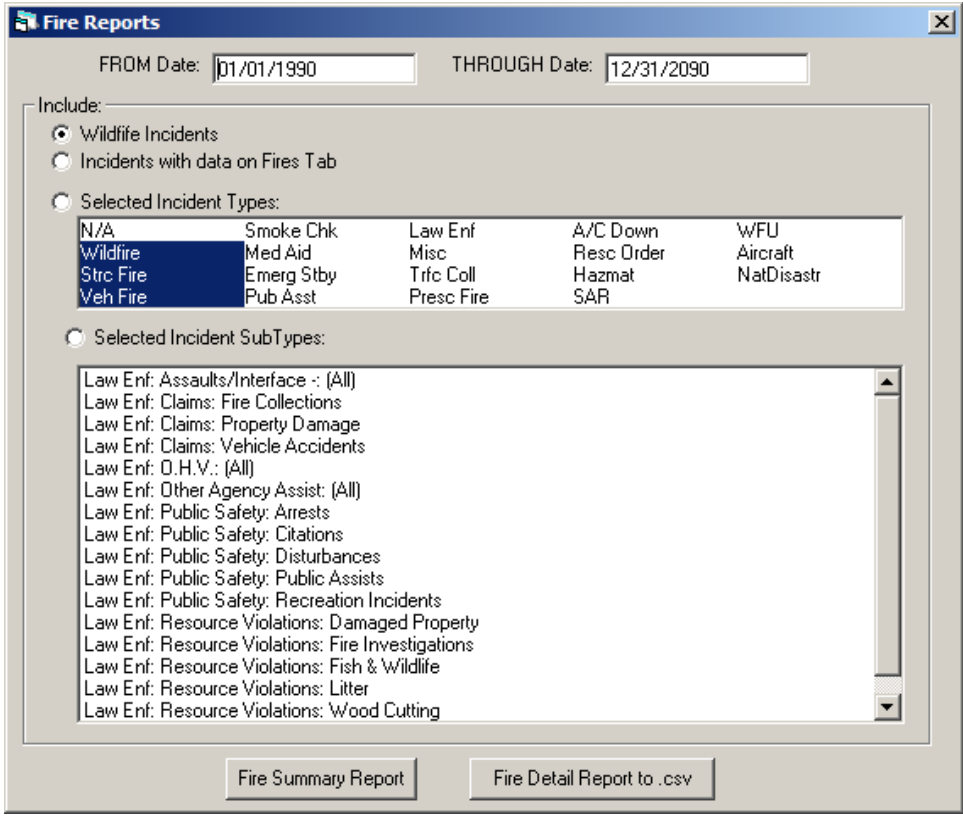 Fire Reports
FROM Date: 01/01/1990 THROUGH Date: 12/31/2090
Include:
Wildfife Incidents
Incidents with data on Fires Tab
Selected Incident Types:
N/A Smoke Chk Law Enf A/C Down WFU
Wildfire Med Aid Misc Resc Order Aircraft
Strc Fire Emerg Stby Trfc Coll Hazmat NatDisastr
Veh Fire Pub Asst Presc Fire SAR
Selected Incident SubTypes:
Law Enf: Assaults/Interface -: (All)
Law Enf: Claims: Fire Collections
Law Enf: Claims: Property Damage
Law Enf: Claims: Vehicle Accidents
Law Enf: O.H.V.: (All)
Law Enf: Other Agency Assist: (All)
Law Enf: Public Safety: Arrests
Law Enf: Public Safety: Citations
Law Enf: Public Safety: Disturbances
Law Enf: Public Safety: Public Assists
Law Enf: Public Safety: Recreation Incidents
Law Enf: Resource Violations: Damaged Property
Law Enf: Resource Violations: Fire Investigations
Law Enf: Resource Violations: Fish & Wildlife
Law Enf: Resource Violations: Litter
Law Enf: Resource Violations: Wood Cutting
Fire Summary Report Fire Detail Report to .csv